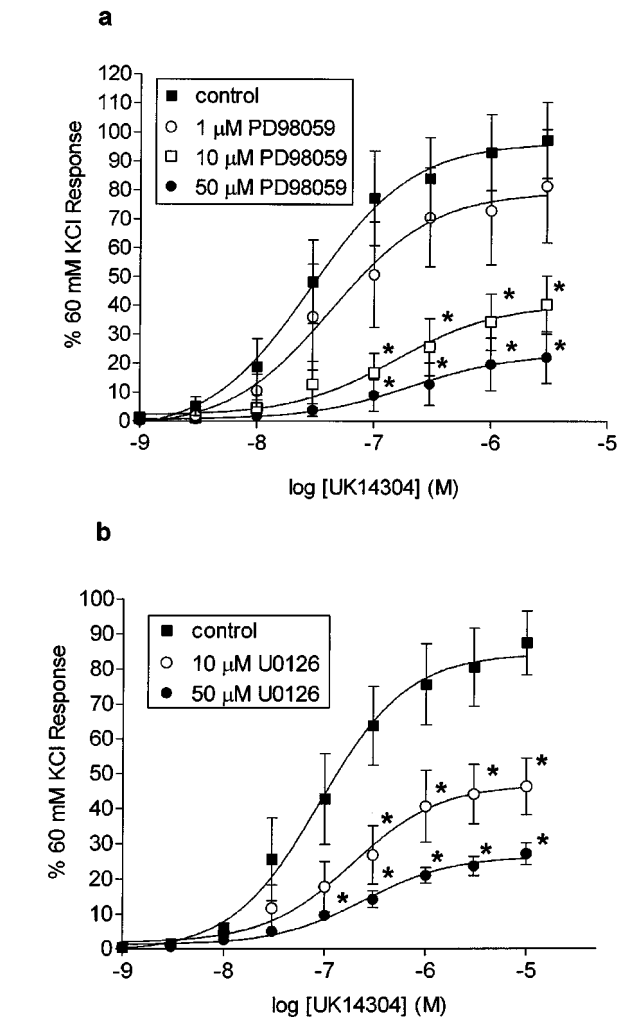 a
% 60 mM KCl Response
120
110
100
90
80
70
60
50
40
30
20
10
0
control
1 μM PD98059
10 μM PD98059
50 μM PD98059
* * *
* * * *
*
-9 -8 -7 -6 -5
log [UK14304] (M)
b
% 60 mM KCl Response
100
90
80
70
60
50
40
30
20
10
0
control
10 μM U0126
50 μM U0126
* * * *
* * * * *
-9 -8 -7 -6 -5
log [UK14304] (M)